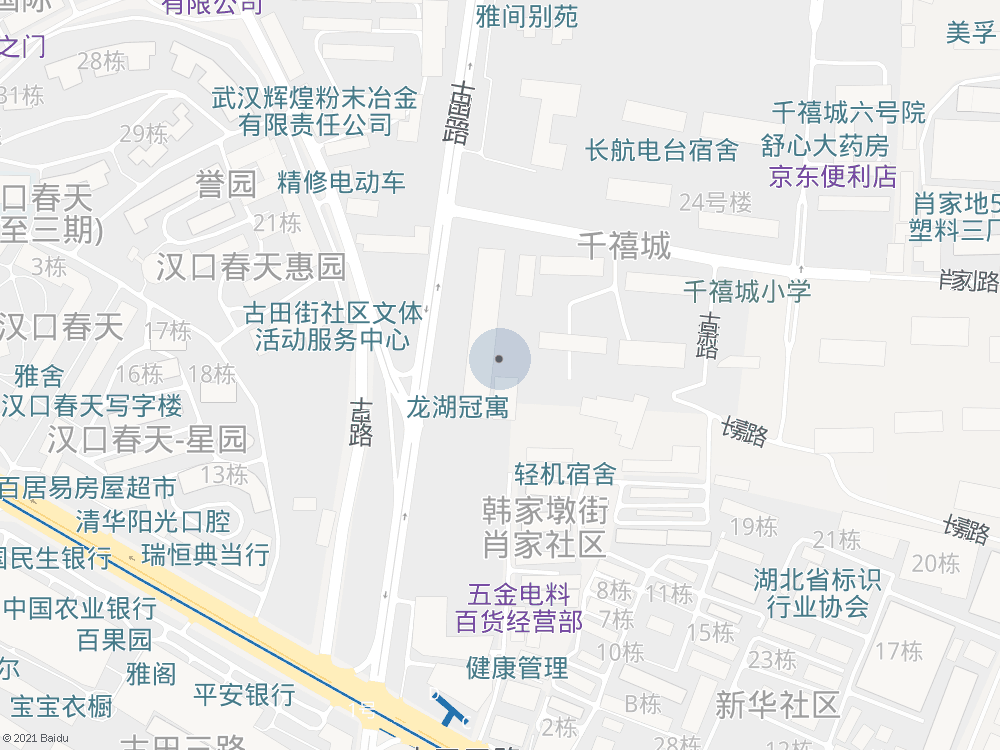 有限公司
雅间别苑
美孚
之门
28栋
31栋
武汉辉煌粉末冶金
有限责任公司
29栋
千禧城六号院
舒心大药房
京东便利店
长航电台宿舍
誉园
精修电动车
24号楼
肖家地5
塑料三厂
口春天
至三期)
21栋
千禧城
3栋
汉口春天惠园
千禧城小学
古田街社区文体
活动服务中心
汉口春天
17栋
16栋
18栋
雅舍
汉口春天写字楼
龙湖冠寓
汉口春天-星园
13栋
轻机宿舍
百居易房屋超市
清华阳光口腔
韩家墩街
肖家社区
19栋
21栋
国民生银行
瑞恒典当行
20栋
湖北省标识
行业协会
五金电料
百货经营部
8栋
11栋
7栋
15栋
中国农业银行
百果园
10栋
23栋
17栋
健康管理
雅阁
平安银行
宝宝衣橱
B栋
新华社区
2栋
28栋
12栋
© 2021 Baidu